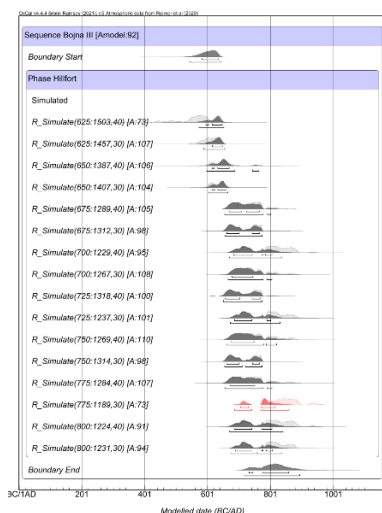 OxCal v4.4.4 Bronk Ramsey (2021); r:5 Atmospheric data from Reimer et al (2020)
Sequence Bojna III [Amodel:92]
Boundary Start
Phase Hillfort
Simulated
R_Simulate(625:1503,40) [A:73]
R_Simulate(625:1457,30) [A:107]
R_Simulate(650:1387,40) [A:106]
R_Simulate(650:1407,30) [A:104]
R_Simulate(675:1289,40) [A:105]
R_Simulate(675:1312,30) [A:98]
R_Simulate(700:1229,40) [A:95]
R_Simulate(700:1267,30) [A:108]
R_Simulate(725:1318,40) [A:100]
R_Simulate(725:1237,30) [A:101]
R_Simulate(750:1269,40) [A:110]
R_Simulate(750:1314,30) [A:98]
R_Simulate(775:1284,40) [A:107]
R_Simulate(775:1189,30) [A:73]
R_Simulate(800:1224,40) [A:91]
R_Simulate(800:1231,30) [A:94]
Boundary End
BC/1AD 201 401 601 801 1001
Modelled date (BC/AD)